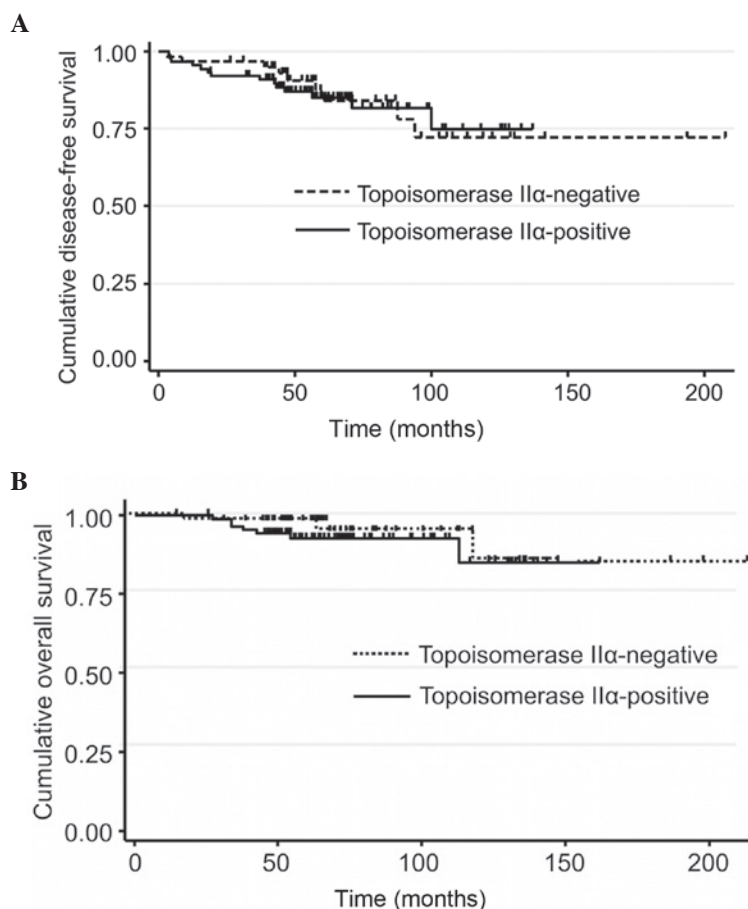 A
Cumulative disease-free survival
1.00
0.75
0.50
0.25
0.00
Topoisomerase IIα-negative
Topoisomerase IIα-positive
0 50 100 150 200
Time (months)
B
Cumulative overall survival
1.00
0.75
0.50
0.25
0.00
Topoisomerase IIα-negative
Topoisomerase IIα-positive
0 50 100 150 200
Time (months)